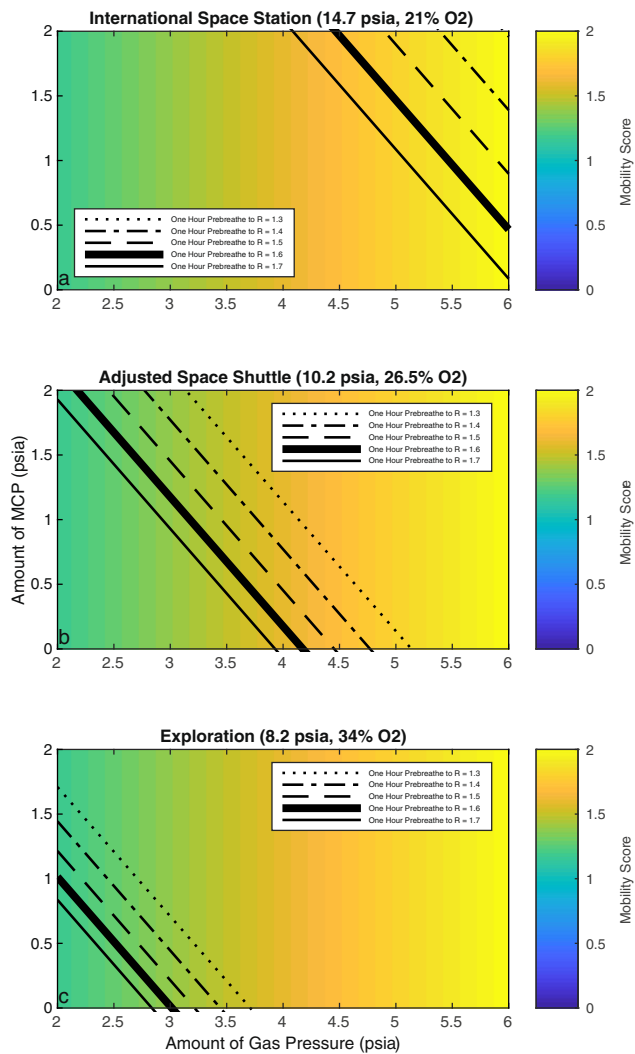 International Space Station (14.7 psia, 21% O2)
2
1.5
1
0.5
0
One Hour Prebreathe to R = 1.3
One Hour Prebreathe to R = 1.4
One Hour Prebreathe to R = 1.5
One Hour Prebreathe to R = 1.6
One Hour Prebreathe to R = 1.7
a
2 2.5 3 3.5 4 4.5 5 5.5 6
2
1.5
1
0.5
0
Mobility Score
Adjusted Space Shuttle (10.2 psia, 26.5% O2)
Amount of MCP (psia)
2
1.5
1
0.5
0
One Hour Prebreathe to R = 1.3
One Hour Prebreathe to R = 1.4
One Hour Prebreathe to R = 1.5
One Hour Prebreathe to R = 1.6
One Hour Prebreathe to R = 1.7
b
2 2.5 3 3.5 4 4.5 5 5.5 6
2
1.5
1
0.5
0
Mobility Score
Exploration (8.2 psia, 34% O2)
2
1.5
1
0.5
0
One Hour Prebreathe to R = 1.3
One Hour Prebreathe to R = 1.4
One Hour Prebreathe to R = 1.5
One Hour Prebreathe to R = 1.6
One Hour Prebreathe to R = 1.7
c
2 2.5 3 3.5 4 4.5 5 5.5 6
Amount of Gas Pressure (psia)
2
1.5
1
0.5
0
Mobility Score